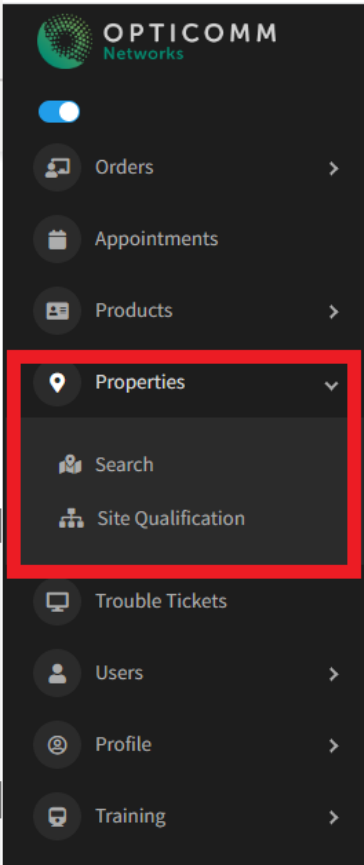 OPTICOMM
Networks
Orders
Appointments
Products
Properties
Search
Site Qualification
Trouble Tickets
Users
Profile
Training